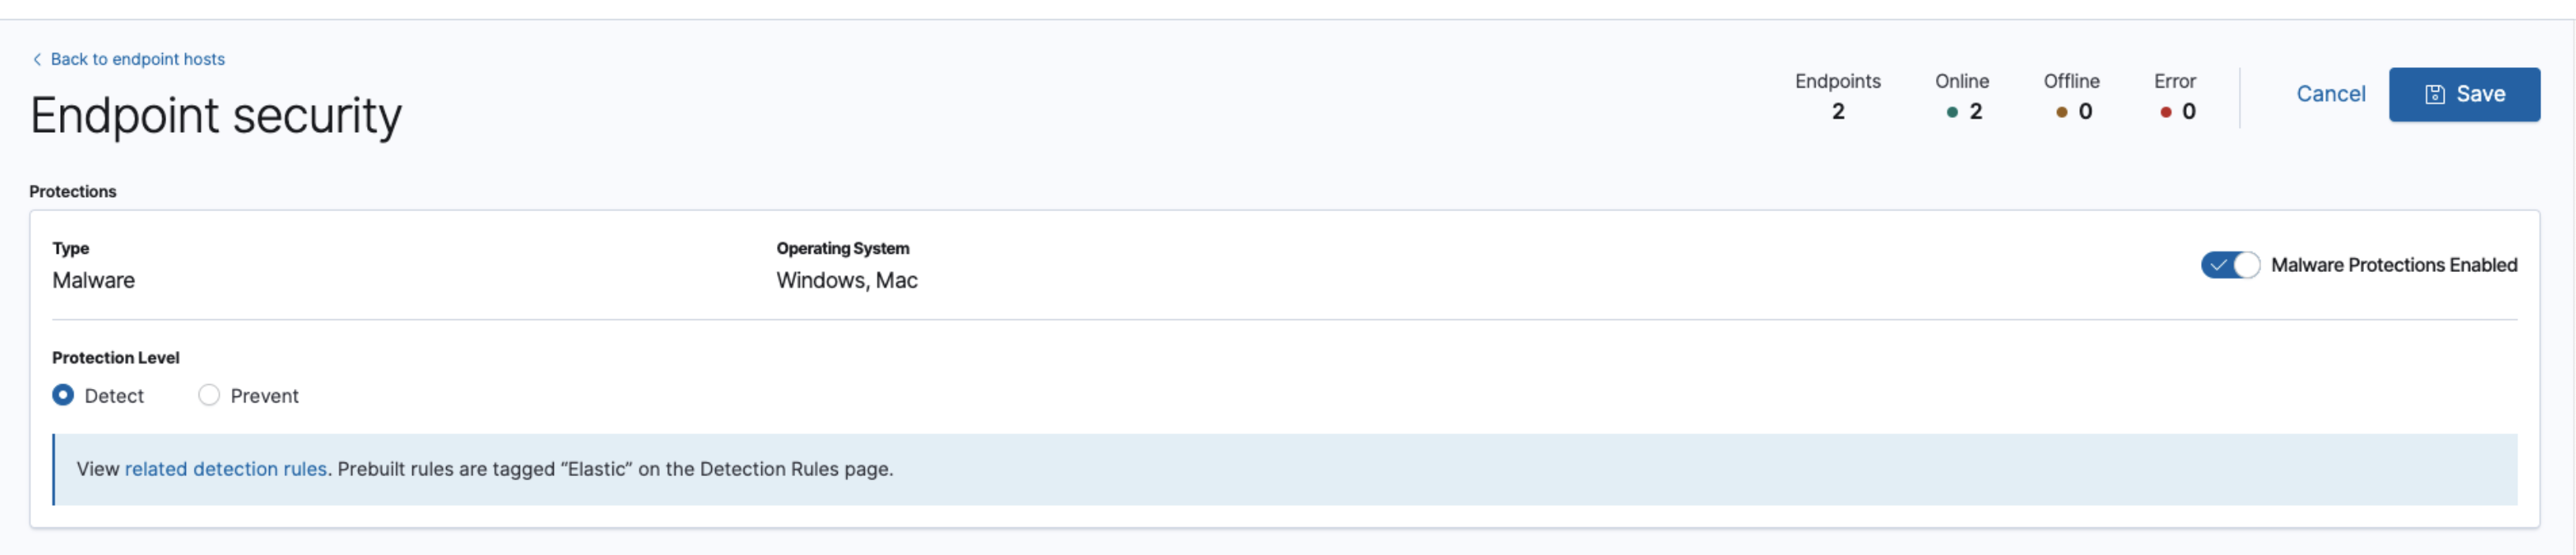 Back to endpoint hosts
Endpoint security
Endpoints Online Offline Error
2 2 0 0
Cancel Save
Protections
Type Operating System
Malware Windows, Mac
Malware Protections Enabled
Protection Level
Detect Prevent
View related detection rules. Prebuilt rules are tagged “Elastic” on the Detection Rules page.